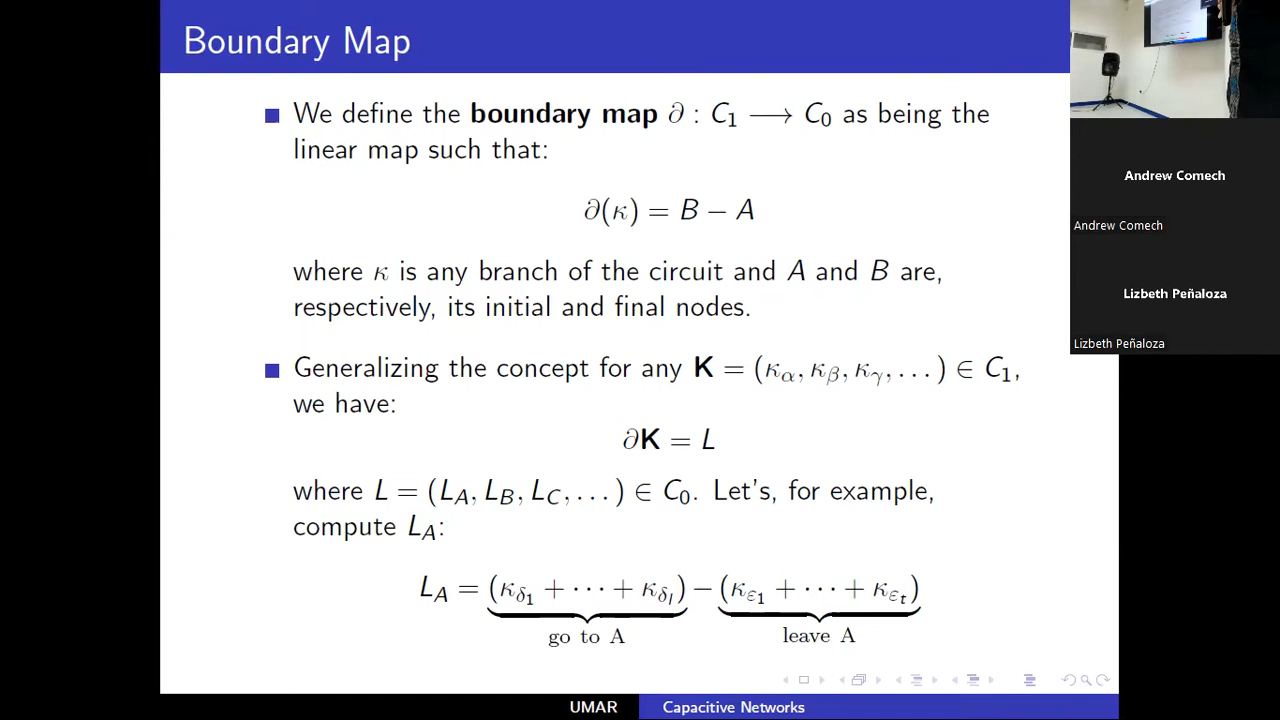 Boundary Map
We define the boundary map ∂ : C₁ ⟶ C₀ as being the
linear map such that:
∂(κ) = B − A
where κ is any branch of the circuit and A and B are,
respectively, its initial and final nodes.
Generalizing the concept for any K = (κ_α, κ_β, κ_γ, . . . ) ∈ C₁,
we have:
∂K = L
where L = (L_A, L_B, L_C, . . . ) ∈ C₀. Let's, for example,
compute L_A:
L_A = (κ_δ₁ + · · · + κ_δ_l) − (κ_ε₁ + · · · + κ_ε_t)
go to A leave A
UMAR Capacitive Networks
Andrew Comech
Andrew Comech
Lizbeth Peñaloza
Lizbeth Peñaloza